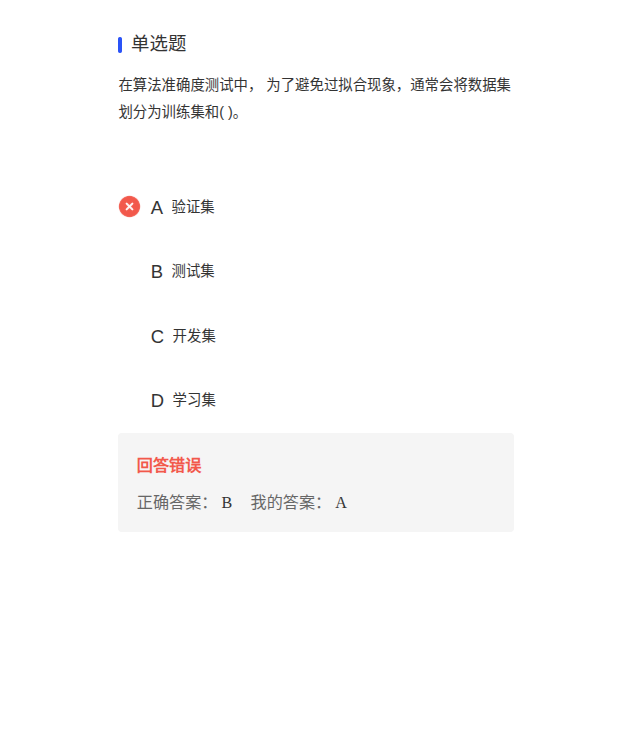 单选题
在算法准确度测试中， 为了避免过拟合现象，通常会将数据集
划分为训练集和( )。
A 验证集
B 测试集
C 开发集
D 学习集
回答错误
正确答案： B 我的答案： A